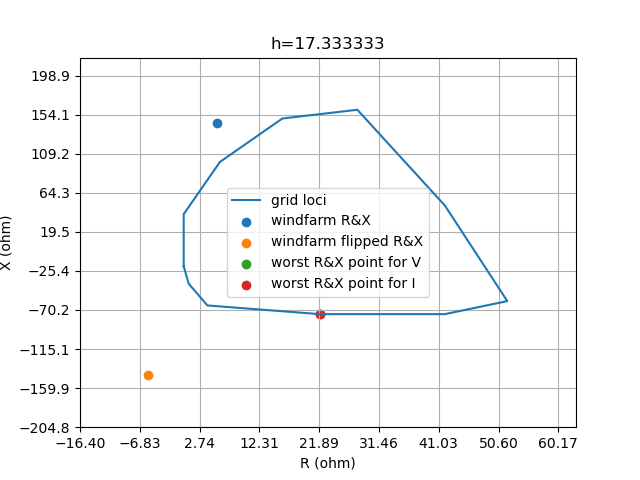 h=17.333333
198.9
154.1
109.2
64.3
19.5
−25.4
−70.2
−115.1
−159.9
−204.8
X (ohm)
grid loci
windfarm R&X
windfarm flipped R&X
worst R&X point for V
worst R&X point for I
−16.40 −6.83 2.74 12.31 21.89 31.46 41.03 50.60 60.17
R (ohm)